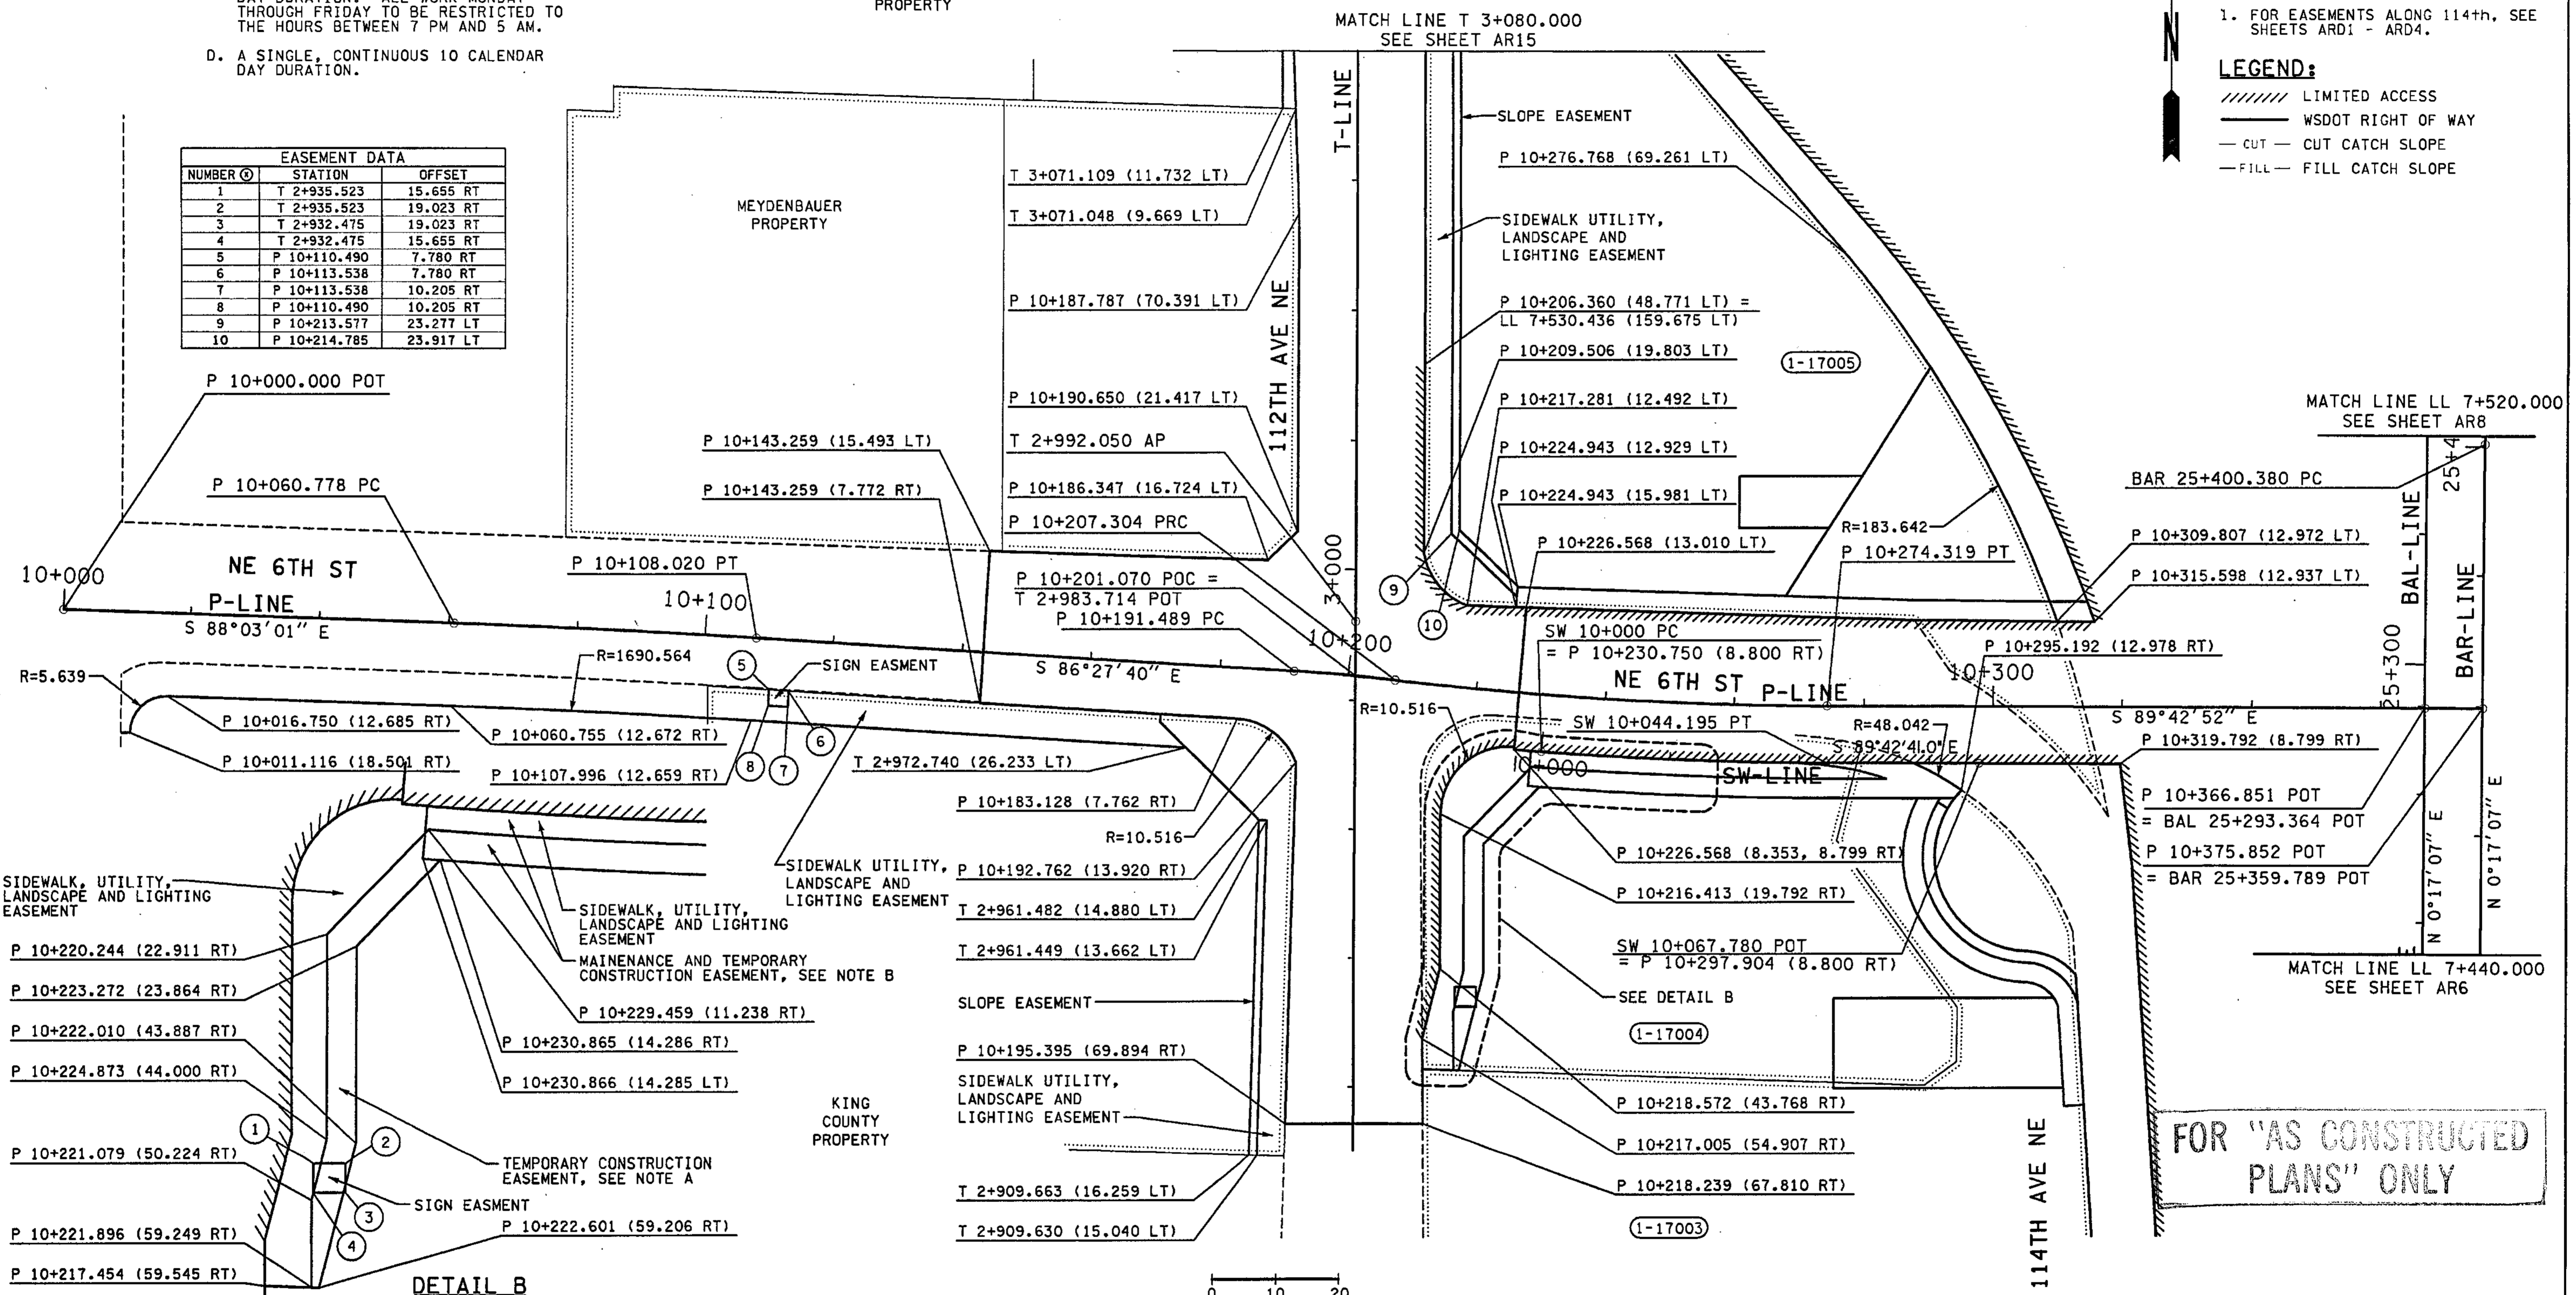 THROUGH FRIDAY TO BE RESTRICTED TO
THE HOURS BETWEEN 7 PM AND 5 AM.
D. A SINGLE, CONTINUOUS 10 CALENDAR
DAY DURATION.
PROPERTY
MATCH LINE T 3+080.000
SEE SHEET AR15
N
1. FOR EASEMENTS ALONG 114th, SEE
SHEETS ARD1 - ARD4.
LEGEND:
LIMITED ACCESS
WSDOT RIGHT OF WAY
CUT CUT CATCH SLOPE
FILL FILL CATCH SLOPE
EASEMENT DATA
NUMBER Ⓧ STATION OFFSET
1 T 2+935.523 15.655 RT
2 T 2+935.523 19.023 RT
3 T 2+932.475 19.023 RT
4 T 2+932.475 15.655 RT
5 P 10+110.490 7.780 RT
6 P 10+113.538 7.780 RT
7 P 10+113.538 10.205 RT
8 P 10+110.490 10.205 RT
9 P 10+213.577 23.277 LT
10 P 10+214.785 23.917 LT
MEYDENBAUER
PROPERTY
T 3+071.109 (11.732 LT)
T 3+071.048 (9.669 LT)
P 10+187.787 (70.391 LT)
P 10+190.650 (21.417 LT)
T 2+992.050 AP
P 10+186.347 (16.724 LT)
P 10+207.304 PRC
P 10+201.070 POC =
T 2+983.714 POT
P 10+191.489 PC
112TH AVE NE
T-LINE
3+000
SLOPE EASEMENT
P 10+276.768 (69.261 LT)
SIDEWALK UTILITY,
LANDSCAPE AND
LIGHTING EASEMENT
P 10+206.360 (48.771 LT) =
LL 7+530.436 (159.675 LT)
P 10+209.506 (19.803 LT)
1-17005
P 10+217.281 (12.492 LT)
P 10+224.943 (12.929 LT)
P 10+224.943 (15.981 LT)
P 10+226.568 (13.010 LT)
R=183.642
P 10+274.319 PT
9
10
MATCH LINE LL 7+520.000
SEE SHEET AR8
BAR 25+400.380 PC
25+4
BAL-LINE
BAR-LINE
P 10+309.807 (12.972 LT)
P 10+315.598 (12.937 LT)
25+300
P 10+000.000 POT
P 10+060.778 PC
P 10+143.259 (15.493 LT)
P 10+143.259 (7.772 RT)
10+000
NE 6TH ST
P-LINE
S 88°03'01" E
P 10+108.020 PT
10+100
10+200
S 86°27'40" E
SW 10+000 PC
= P 10+230.750 (8.800 RT)
NE 6TH ST P-LINE
P 10+295.192 (12.978 RT)
10+300
S 89°42'52" E
R=5.639
R=1690.564
5
SIGN EASMENT
6
7
8
P 10+016.750 (12.685 RT)
P 10+011.116 (18.501 RT)
P 10+060.755 (12.672 RT)
P 10+107.996 (12.659 RT)
T 2+972.740 (26.233 LT)
P 10+183.128 (7.762 RT)
R=10.516
P 10+192.762 (13.920 RT)
T 2+961.482 (14.880 LT)
T 2+961.449 (13.662 LT)
R=10.516
SW 10+044.195 PT
R=48.042
SW-LINE
P 10+319.792 (8.799 RT)
P 10+366.851 POT
= BAL 25+293.364 POT
P 10+375.852 POT
= BAR 25+359.789 POT
N 0°17'07" E
N 0°17'07" E
MATCH LINE LL 7+440.000
SEE SHEET AR6
P 10+226.568 (8.353, 8.799 RT)
P 10+216.413 (19.792 RT)
SW 10+067.780 POT
= P 10+297.904 (8.800 RT)
SEE DETAIL B
1-17004
SIDEWALK UTILITY,
LANDSCAPE AND
LIGHTING EASEMENT
SIDEWALK, UTILITY,
LANDSCAPE AND LIGHTING
EASEMENT
SIDEWALK, UTILITY,
LANDSCAPE AND LIGHTING
EASEMENT
MAINENANCE AND TEMPORARY
CONSTRUCTION EASEMENT, SEE NOTE B
P 10+220.244 (22.911 RT)
P 10+223.272 (23.864 RT)
P 10+222.010 (43.887 RT)
P 10+224.873 (44.000 RT)
P 10+229.459 (11.238 RT)
P 10+230.865 (14.286 RT)
P 10+230.866 (14.285 LT)
SLOPE EASEMENT
P 10+195.395 (69.894 RT)
SIDEWALK UTILITY,
LANDSCAPE AND
LIGHTING EASEMENT
KING
COUNTY
PROPERTY
1
2
3
4
P 10+221.079 (50.224 RT)
TEMPORARY CONSTRUCTION
EASEMENT, SEE NOTE A
SIGN EASMENT
P 10+221.896 (59.249 RT)
P 10+222.601 (59.206 RT)
P 10+217.454 (59.545 RT)
DETAIL B
T 2+909.663 (16.259 LT)
T 2+909.630 (15.040 LT)
P 10+218.572 (43.768 RT)
P 10+217.005 (54.907 RT)
P 10+218.239 (67.810 RT)
1-17003
114TH AVE NE
FOR "AS CONSTRUCTED
PLANS" ONLY
0 10 20